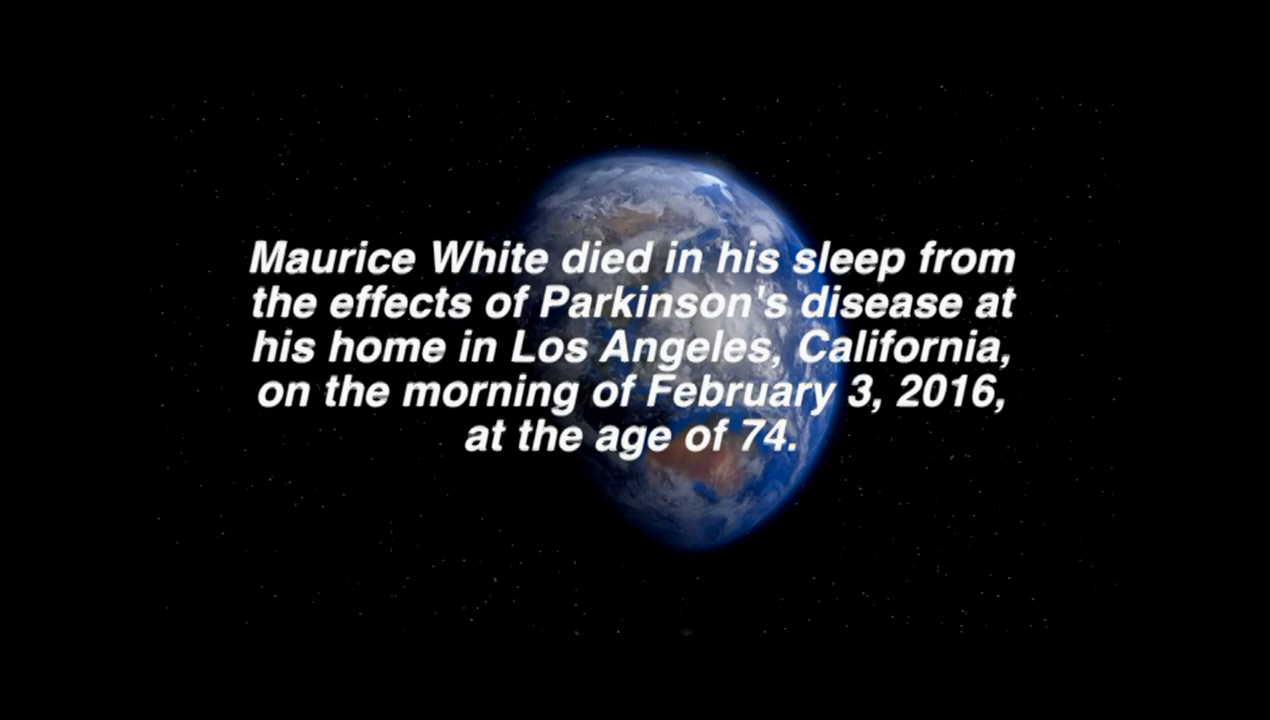 Maurice White died in his sleep from
the effects of Parkinson's disease at
his home in Los Angeles, California,
on the morning of February 3, 2016,
at the age of 74.